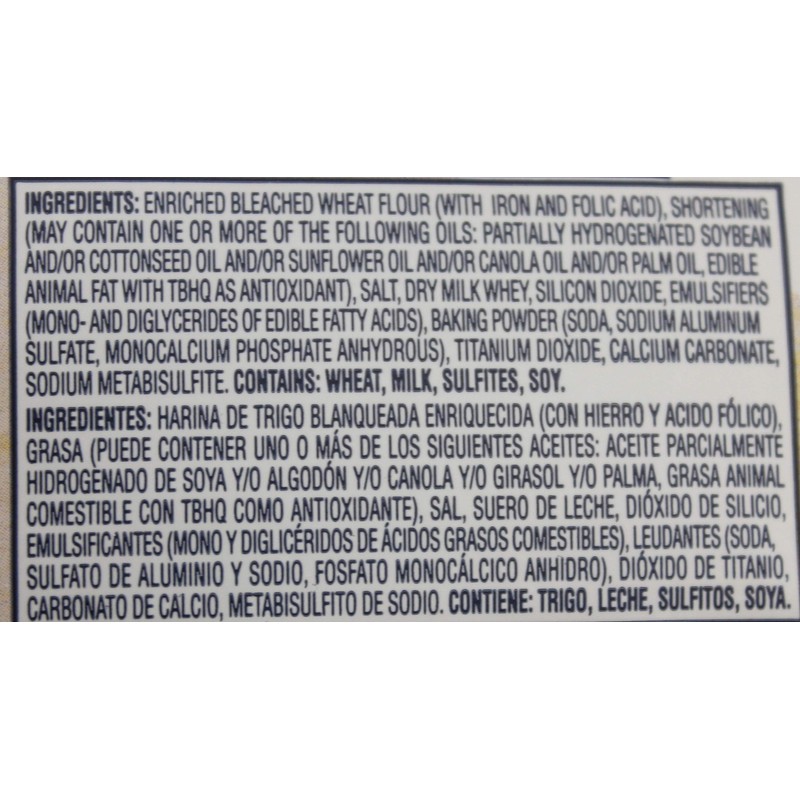 INGREDIENTS: ENRICHED BLEACHED WHEAT FLOUR (WITH IRON AND FOLIC ACID), SHORTENING
(MAY CONTAIN ONE OR MORE OF THE FOLLOWING OILS: PARTIALLY HYDROGENATED SOYBEAN
AND/OR COTTONSEED OIL AND/OR SUNFLOWER OIL AND/OR CANOLA OIL AND/OR PALM OIL, EDIBLE
ANIMAL FAT WITH TBHQ AS ANTIOXIDANT), SALT, DRY MILK WHEY, SILICON DIOXIDE, EMULSIFIERS
(MONO- AND DIGLYCERIDES OF EDIBLE FATTY ACIDS), BAKING POWDER (SODA, SODIUM ALUMINUM
SULFATE, MONOCALCIUM PHOSPHATE ANHYDROUS), TITANIUM DIOXIDE, CALCIUM CARBONATE,
SODIUM METABISULFITE. CONTAINS: WHEAT, MILK, SULFITES, SOY.
INGREDIENTES: HARINA DE TRIGO BLANQUEADA ENRIQUECIDA (CON HIERRO Y ACIDO FÓLICO),
GRASA (PUEDE CONTENER UNO O MÁS DE LOS SIGUIENTES ACEITES: ACEITE PARCIALMENTE
HIDROGENADO DE SOYA Y/O ALGODÓN Y/O CANOLA Y/O GIRASOL Y/O PALMA, GRASA ANIMAL
COMESTIBLE CON TBHQ COMO ANTIOXIDANTE), SAL, SUERO DE LECHE, DIÓXIDO DE SILICIO,
EMULSIFICANTES (MONO Y DIGLICÉRIDOS DE ÁCIDOS GRASOS COMESTIBLES), LEUDANTES (SODA,
SULFATO DE ALUMINIO Y SODIO, FOSFATO MONOCÁLCICO ANHIDRO), DIÓXIDO DE TITANIO,
CARBONATO DE CALCIO, METABISULFITO DE SODIO. CONTIENE: TRIGO, LECHE, SULFITOS, SOYA.